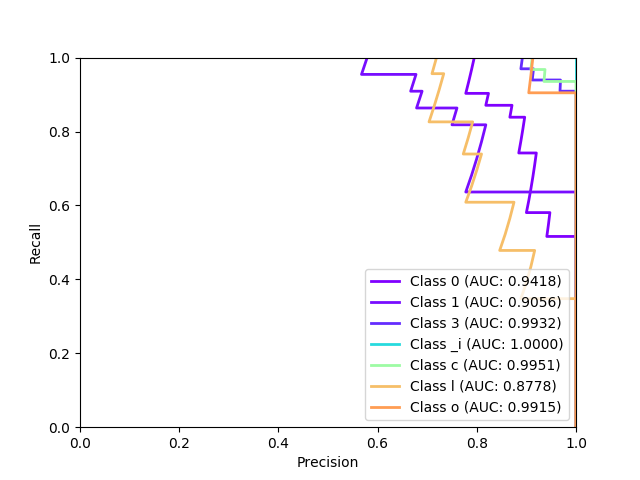 1.0
0.8
0.6
0.4
0.2
0.0
Recall
Class 0 (AUC: 0.9418)
Class 1 (AUC: 0.9056)
Class 3 (AUC: 0.9932)
Class _i (AUC: 1.0000)
Class c (AUC: 0.9951)
Class l (AUC: 0.8778)
Class o (AUC: 0.9915)
0.0 0.2 0.4 0.6 0.8 1.0
Precision